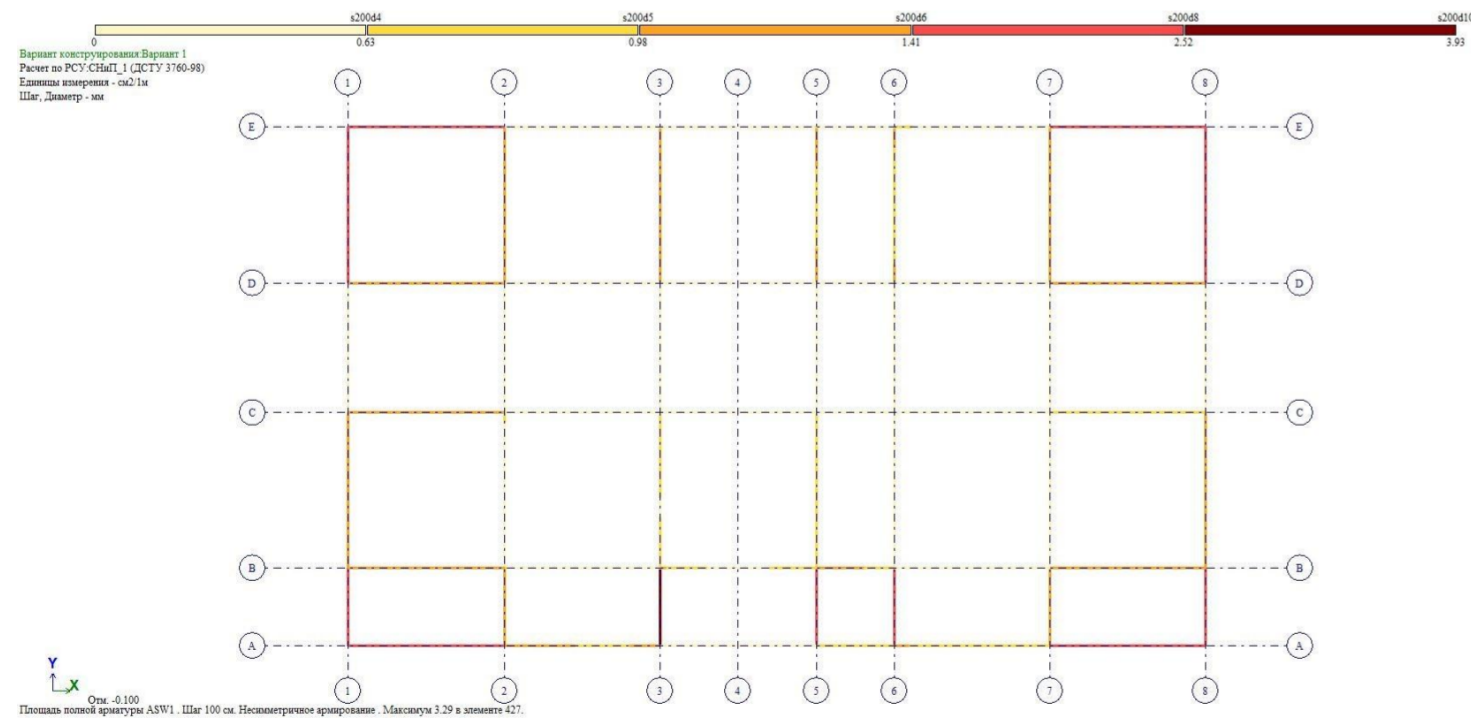 s200d4 s200d5 s200d6 s200d8 s200d10
0 0.63 0.98 1.41 2.52 3.93
Вариант конструирования:Вариант 1
Расчет по РСУ:СНиП_1 (ДСТУ 3760-98)
Единицы измерения - см2/1м
Шаг, Диаметр - мм
1 2 3 4 5 6 7 8
E E
D D
C C
B B
A A
Y
X
1 2 3 4 5 6 7 8
Отм. -0.100
Площадь полной арматуры ASW1 . Шаг 100 см. Несимметричное армирование . Максимум 3.29 в элементе 427.